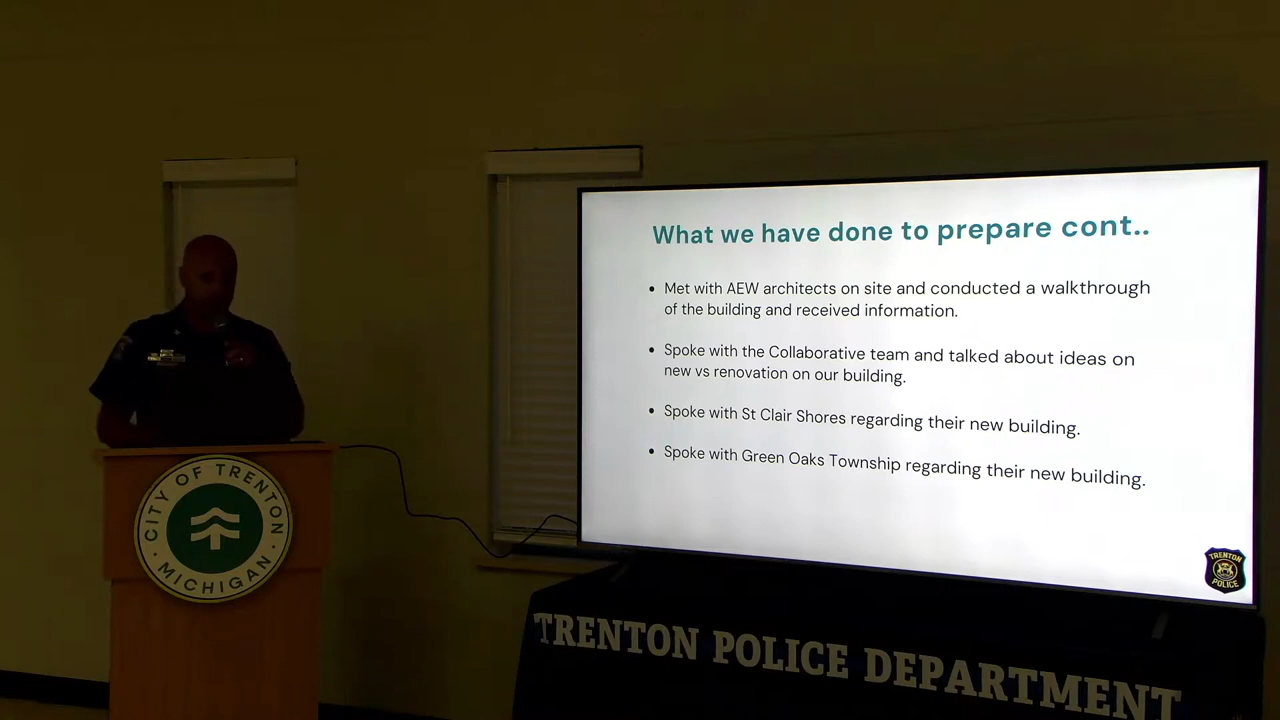 What we have done to prepare cont..
• Met with AEW architects on site and conducted a walkthrough
of the building and received information.
• Spoke with the Collaborative team and talked about ideas on
new vs renovation on our building.
• Spoke with St Clair Shores regarding their new building.
• Spoke with Green Oaks Township regarding their new building.
TRENTON
POLICE
CITY OF TRENTON
MICHIGAN
TRENTON POLICE DEPARTMENT